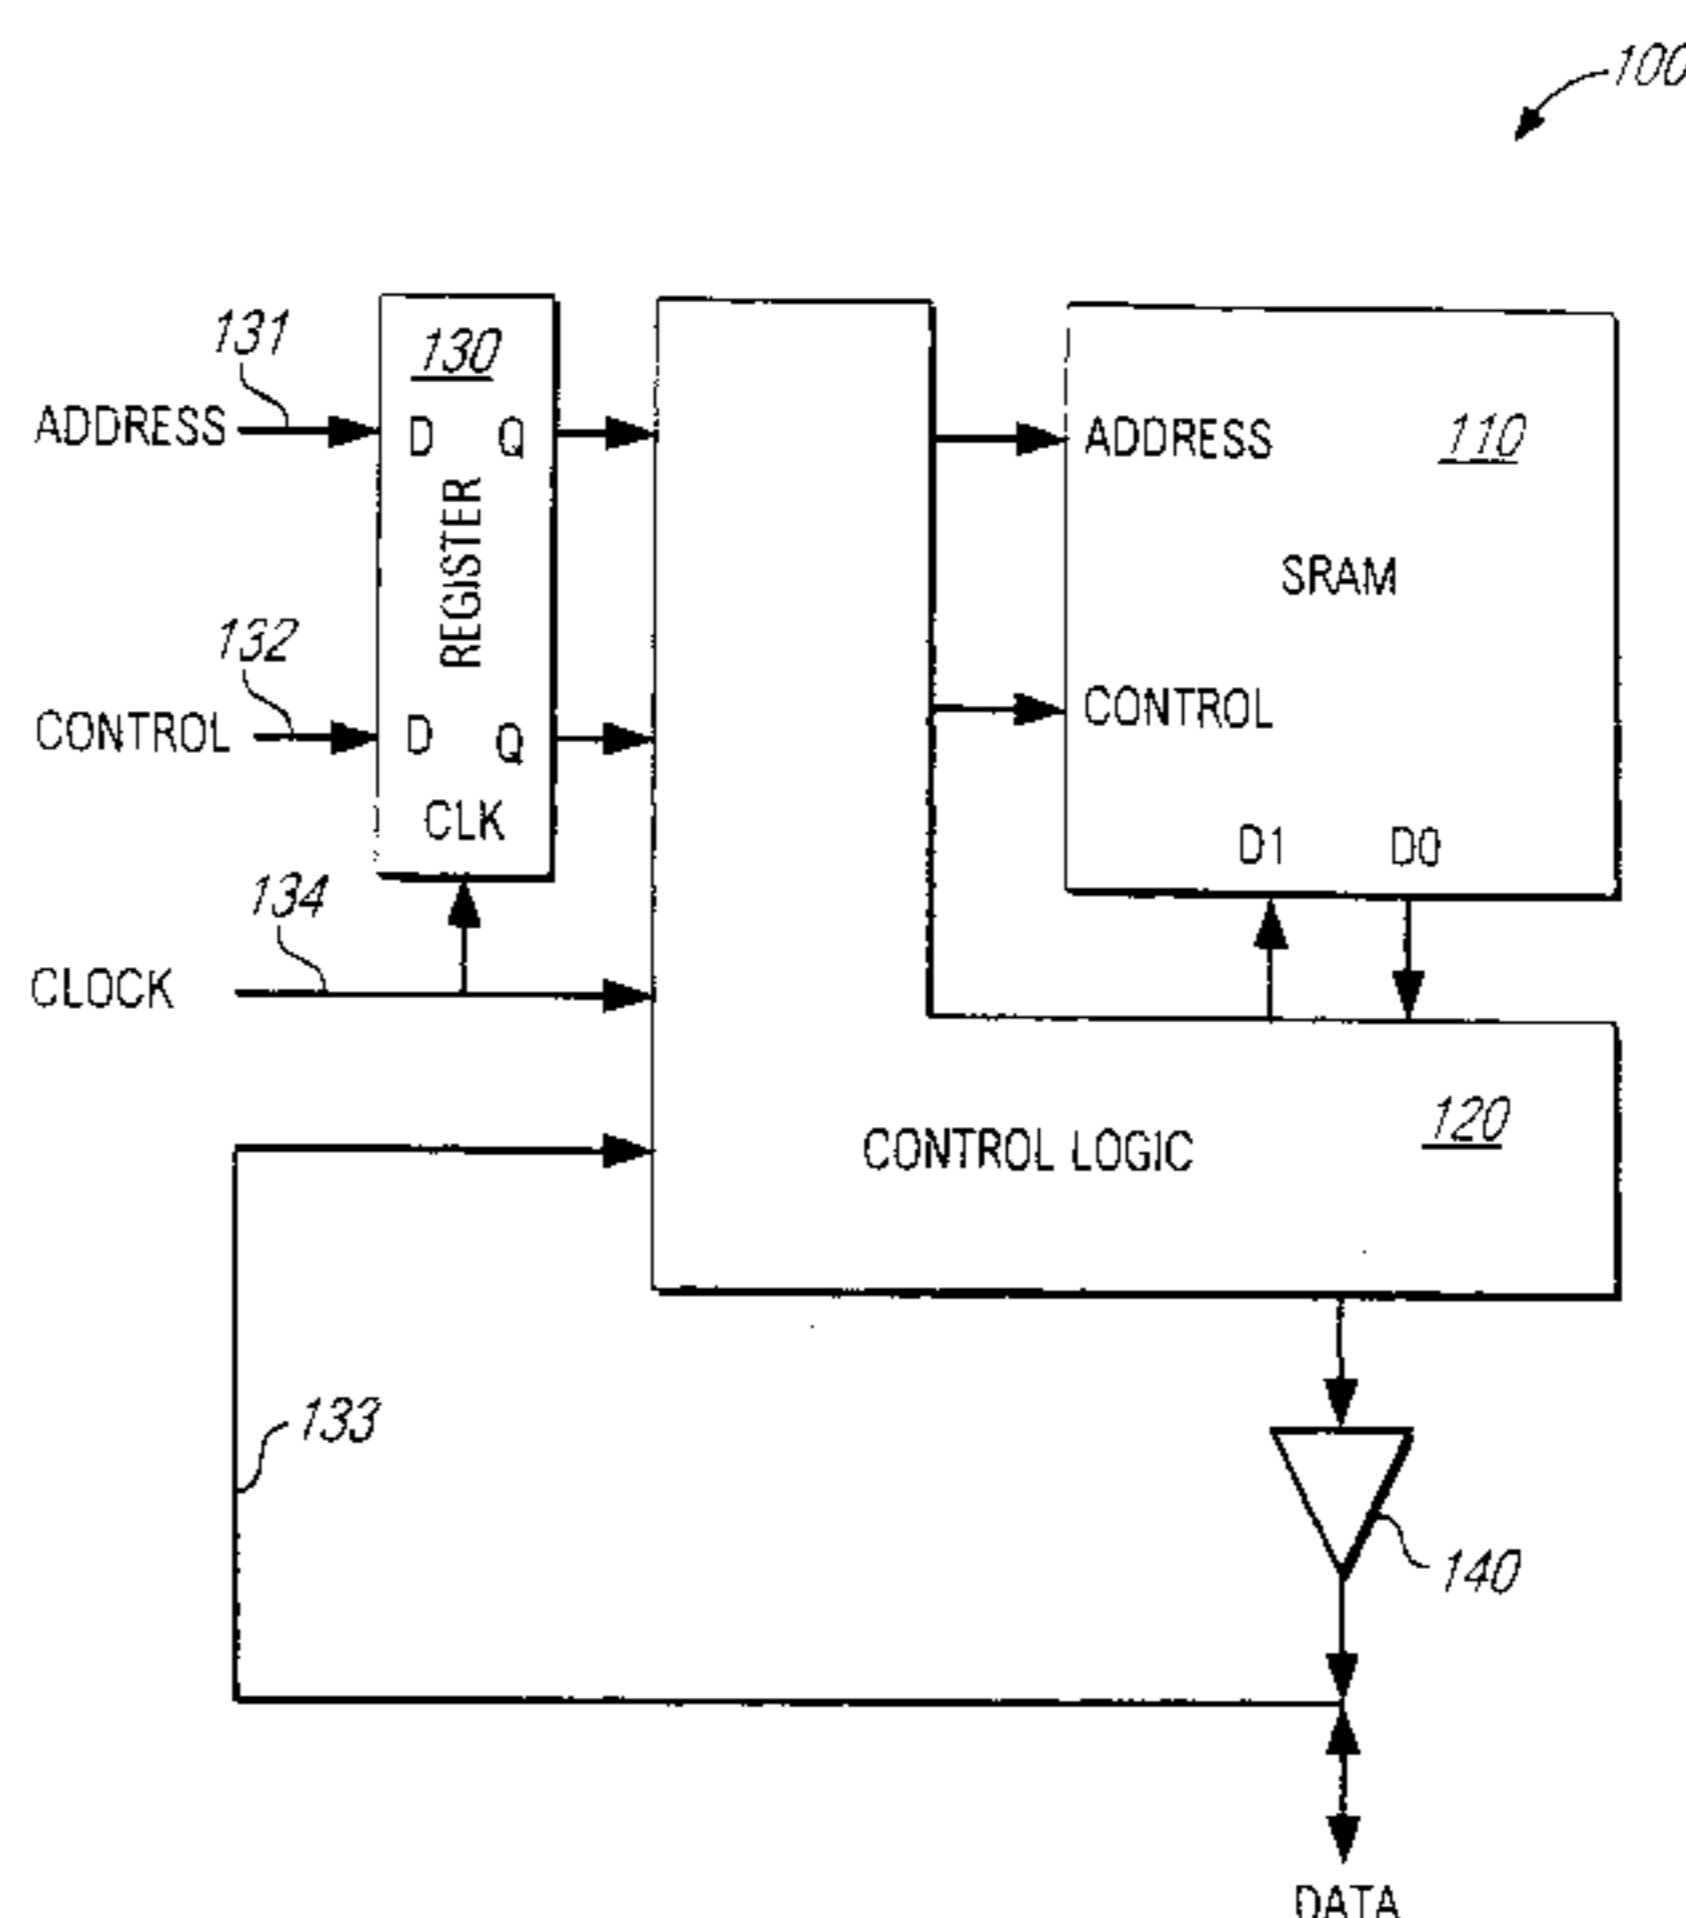 100
131
130
ADDRESS
D
Q
ADDRESS
110
REGISTER
SRAM
132
CONTROL
D
Q
CONTROL
CLK
D1
D0
134
CLOCK
CONTROL LOGIC
120
133
140
DATA